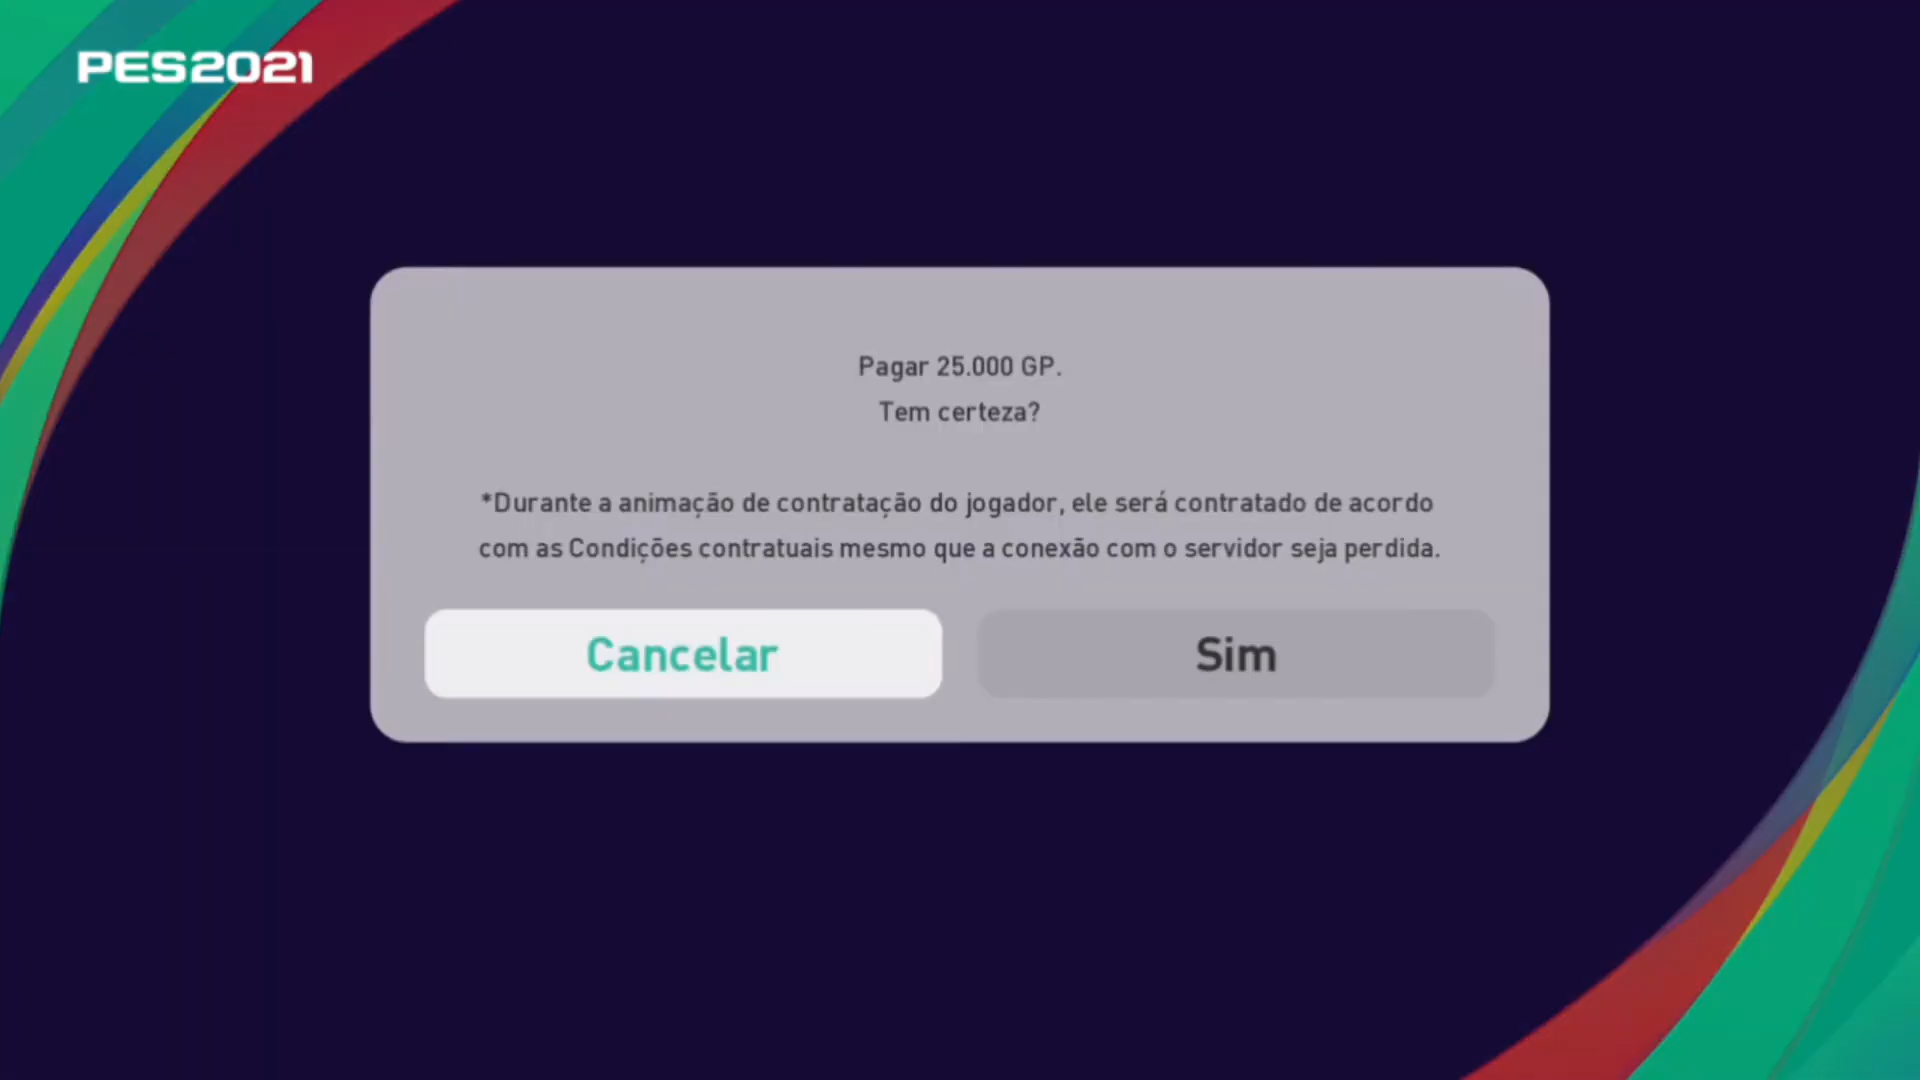 PES2021
Pagar 25.000 GP.
Tem certeza?
*Durante a animação de contratação do jogador, ele será contratado de acordo
com as Condições contratuais mesmo que a conexão com o servidor seja perdida.
Cancelar
Sim